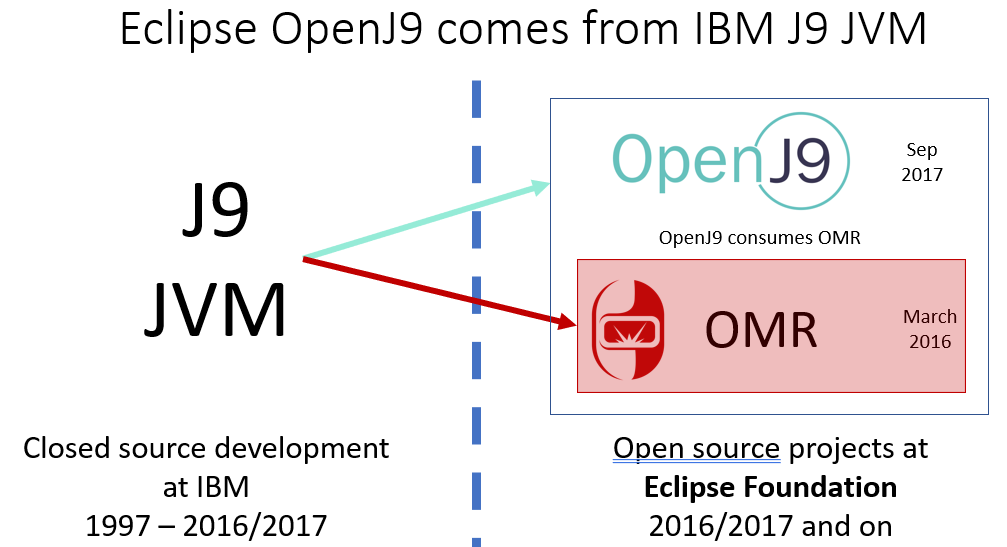 Eclipse OpenJ9 comes from IBM J9 JVM
J9
JVM
Closed source development
at IBM
1997 – 2016/2017
OpenJ9
Sep
2017
OpenJ9 consumes OMR
OMR
March
2016
Open source projects at
Eclipse Foundation
2016/2017 and on